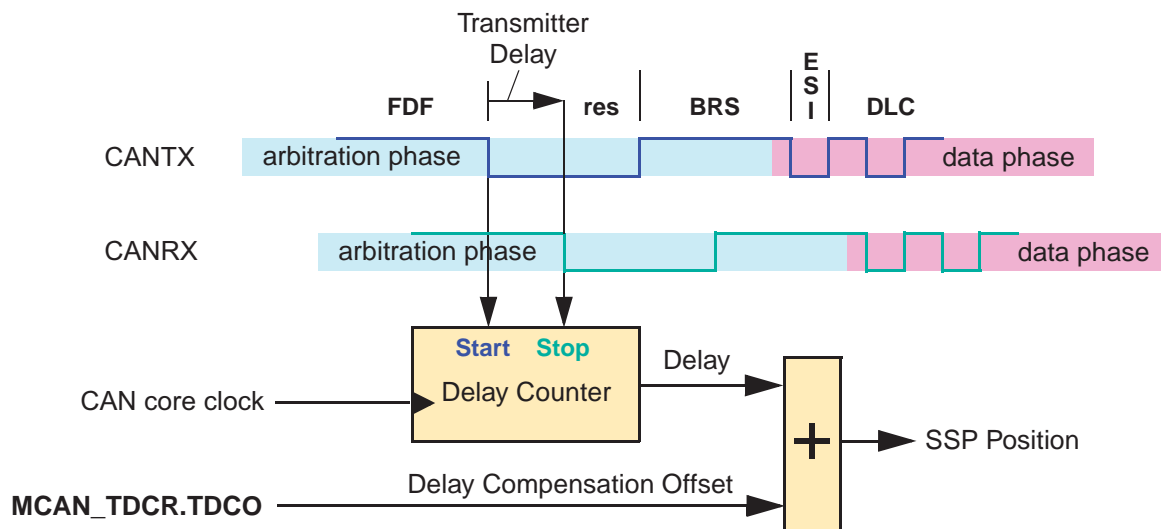 Transmitter
Delay
E
S
I
FDF
res
BRS
DLC
CANTX
arbitration phase
data phase
CANRX
arbitration phase
data phase
Start
Stop
Delay Counter
Delay
CAN core clock
+
SSP Position
Delay Compensation Offset
MCAN_TDCR.TDCO